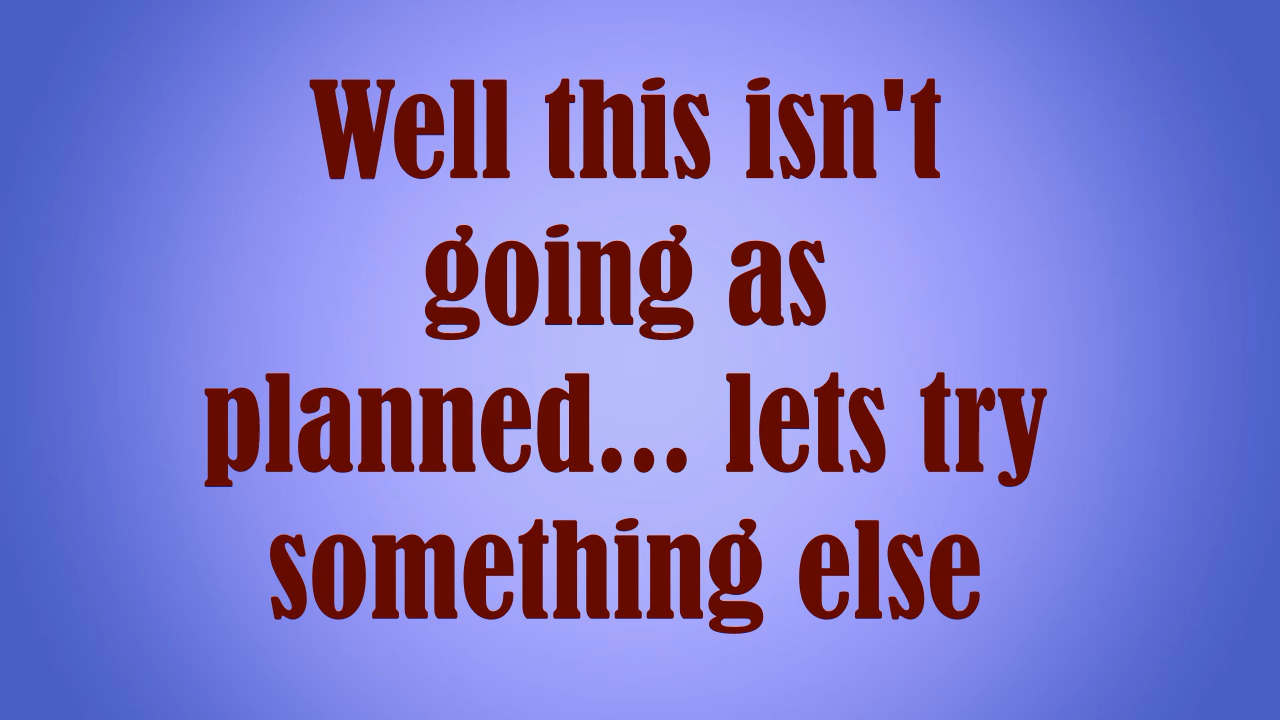 Well this isn't
going as
planned... lets try
something else